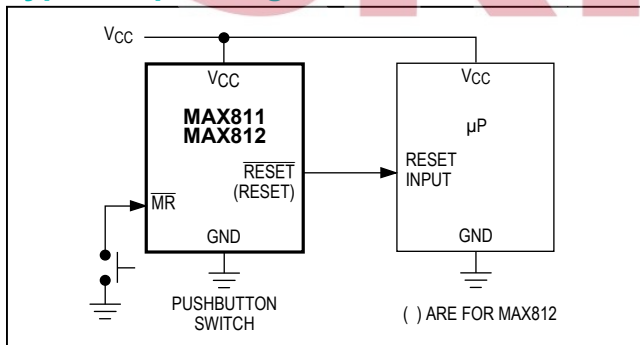 VCC
VCC
MAX811
MAX812
RESET
(RESET)
MR
GND
PUSHBUTTON
SWITCH
VCC
µP
RESET
INPUT
GND
( ) ARE FOR MAX812